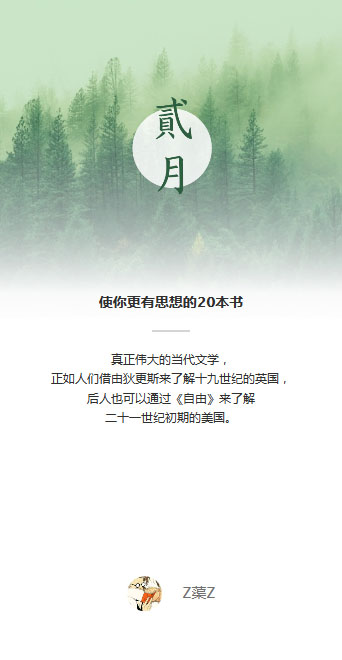 貳月
使你更有思想的20本书
真正伟大的当代文学，
正如人们借由狄更斯来了解十九世纪的英国，
后人也可以通过《自由》来了解
二十一世纪初期的美国。
Z蕖Z